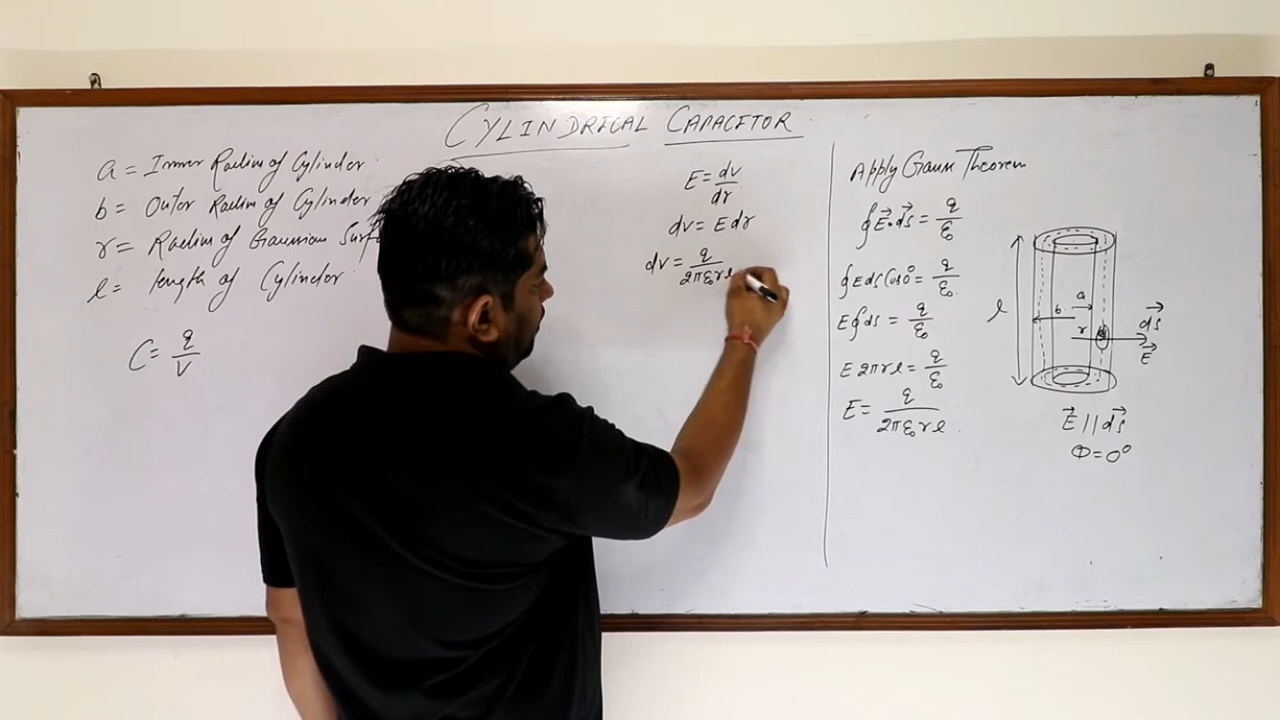 CYLINDRICAL CAPACITOR
a = Inner Radius of Cylinder
b = Outer Radius of Cylinder
r = Radius of Gaussian Surf
l = length of Cylinder
C = q/V
E = dv/dr
dv = E dr
dv = q/2πε₀rl
Apply Gauss Theorem
∮E⃗.ds⃗ = q/ε₀
∮E ds Cos0° = q/ε₀
E∮ds = q/ε₀
E 2πrl = q/ε₀
E = q/2πε₀rl
l
a
b
r
ds⃗
E⃗
E⃗ || ds⃗
Φ = 0°